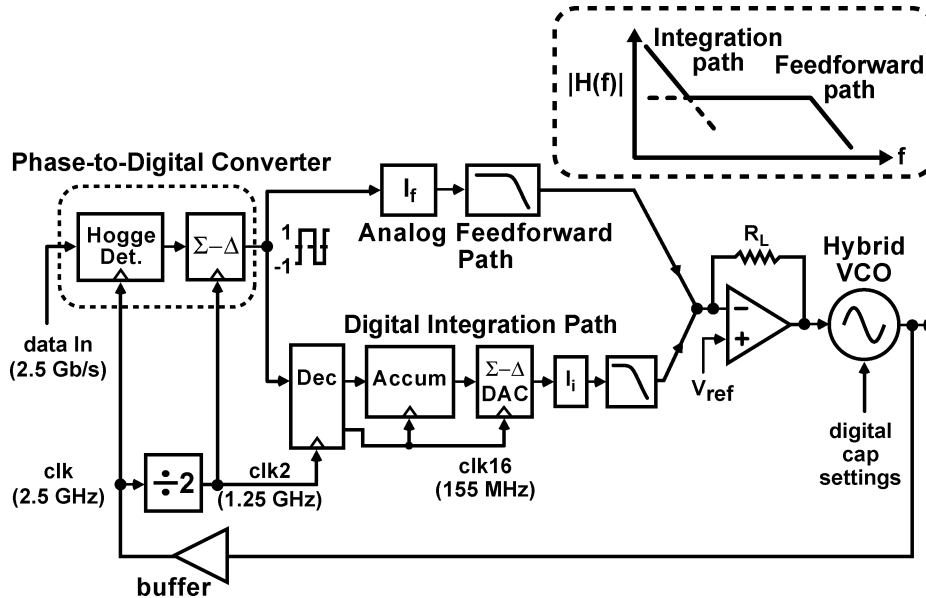 Integration
path
Feedforward
path
|H(f)|
f
Phase-to-Digital Converter
Hogge
Det.
Σ−Δ
1
-1
I_f
Analog Feedforward
Path
R_L
Hybrid
VCO
data In
(2.5 Gb/s)
Digital Integration Path
Dec
Accum
Σ−Δ
DAC
I_i
−
+
V_ref
digital
cap
settings
clk
(2.5 GHz)
÷2
clk2
(1.25 GHz)
clk16
(155 MHz)
buffer